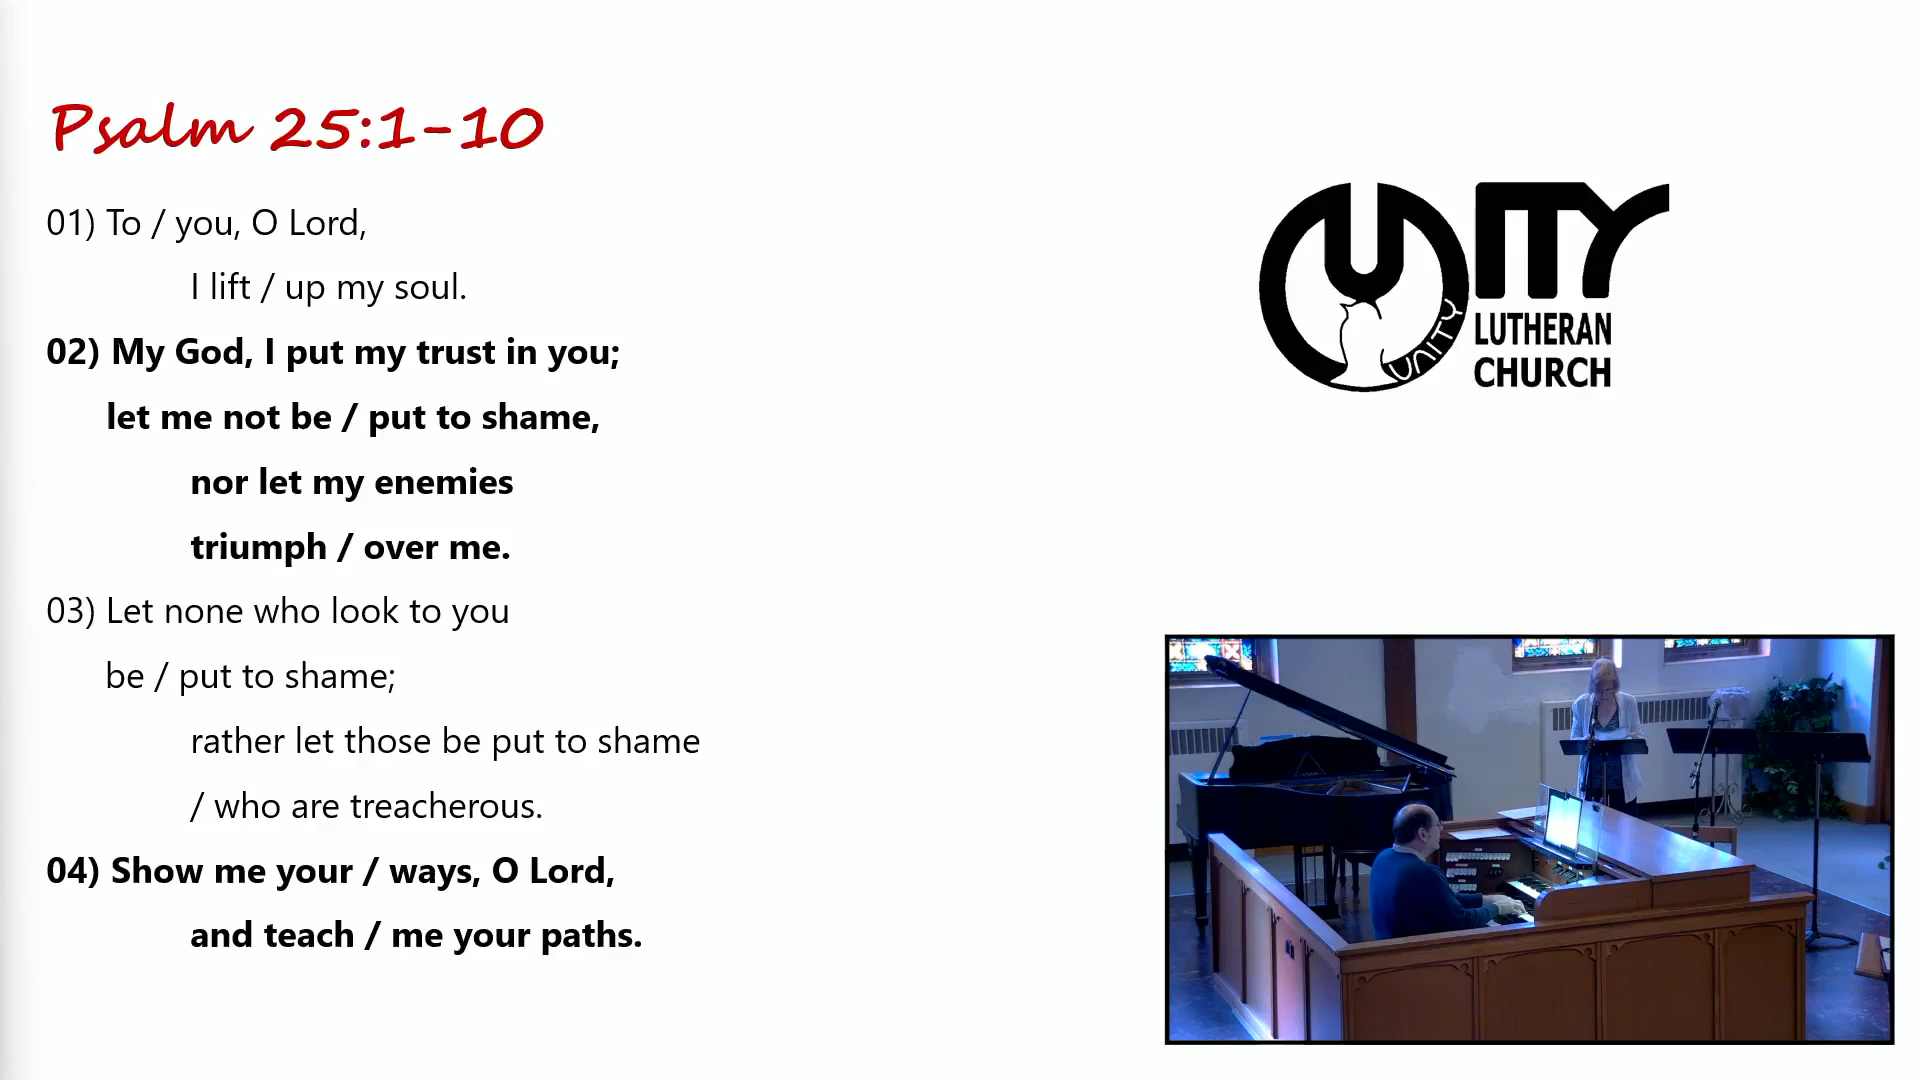 Psalm 25:1-10
01) To / you, O Lord,
I lift / up my soul.
02) My God, I put my trust in you;
let me not be / put to shame,
nor let my enemies
triumph / over me.
03) Let none who look to you
be / put to shame;
rather let those be put to shame
/ who are treacherous.
04) Show me your / ways, O Lord,
and teach / me your paths.
UNITY
UNITY
LUTHERAN
CHURCH